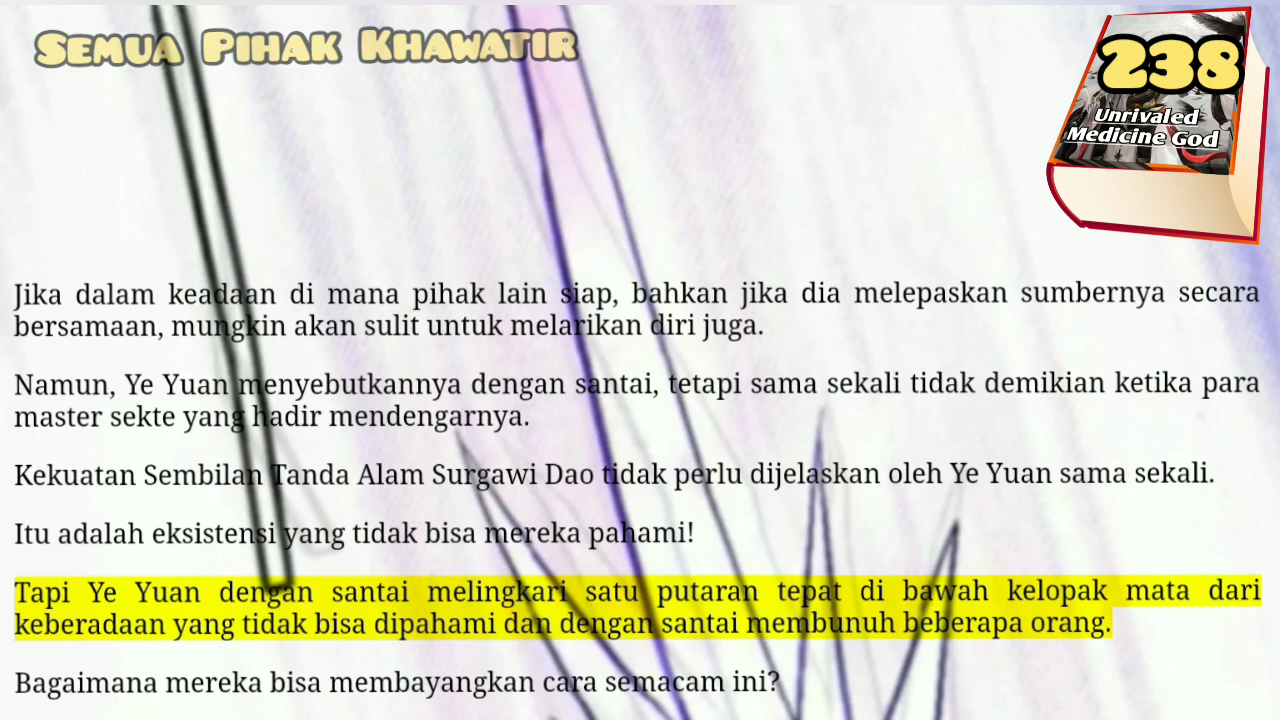 Semua Pihak Khawatir
238
Unrivaled
Medicine God
Jika dalam keadaan di mana pihak lain siap, bahkan jika dia melepaskan sumbernya secara
bersamaan, mungkin akan sulit untuk melarikan diri juga.
Namun, Ye Yuan menyebutkannya dengan santai, tetapi sama sekali tidak demikian ketika para
master sekte yang hadir mendengarnya.
Kekuatan Sembilan Tanda Alam Surgawi Dao tidak perlu dijelaskan oleh Ye Yuan sama sekali.
Itu adalah eksistensi yang tidak bisa mereka pahami!
Tapi Ye Yuan dengan santai melingkari satu putaran tepat di bawah kelopak mata dari
keberadaan yang tidak bisa dipahami dan dengan santai membunuh beberapa orang.
Bagaimana mereka bisa membayangkan cara semacam ini?